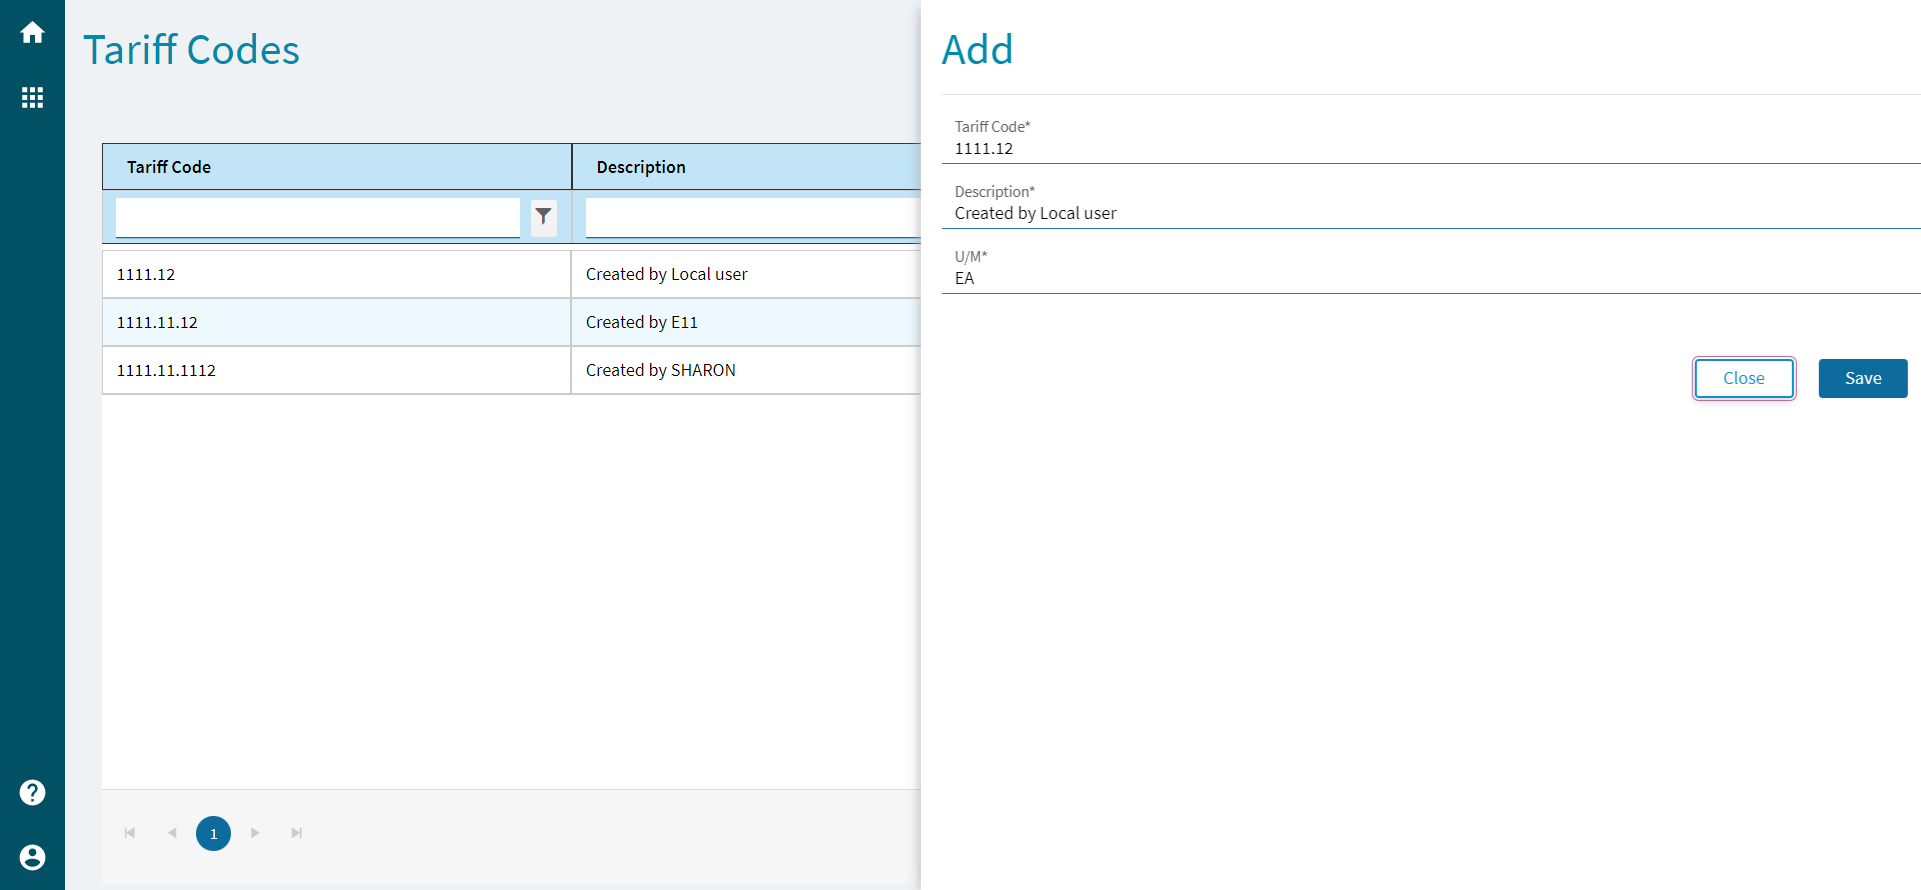 Tariff Codes
Tariff Code
Description
1111.12
Created by Local user
1111.11.12
Created by E11
1111.11.1112
Created by SHARON
1
Add
Tariff Code*
1111.12
Description*
Created by Local user
U/M*
EA
Close
Save